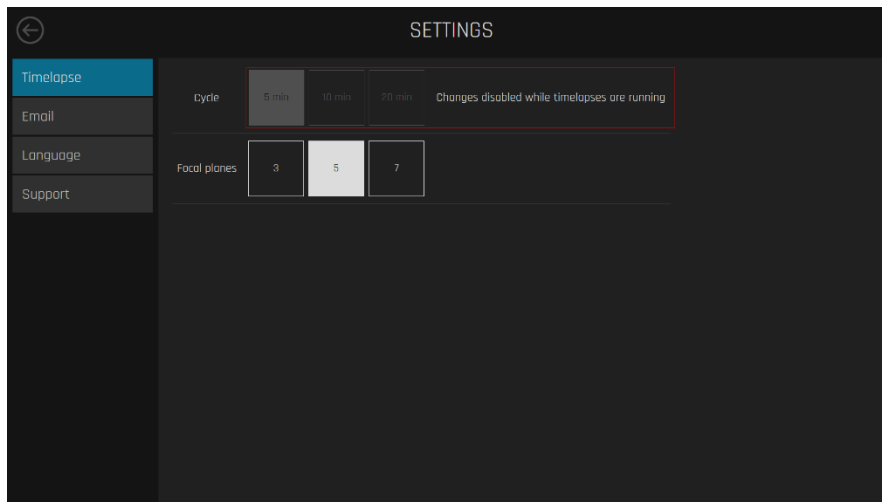 SETTINGS
Timelapse
Email
Language
Support
Cycle
5 min
10 min
20 min
Changes disabled while timelapses are running
Focal planes
3
5
7